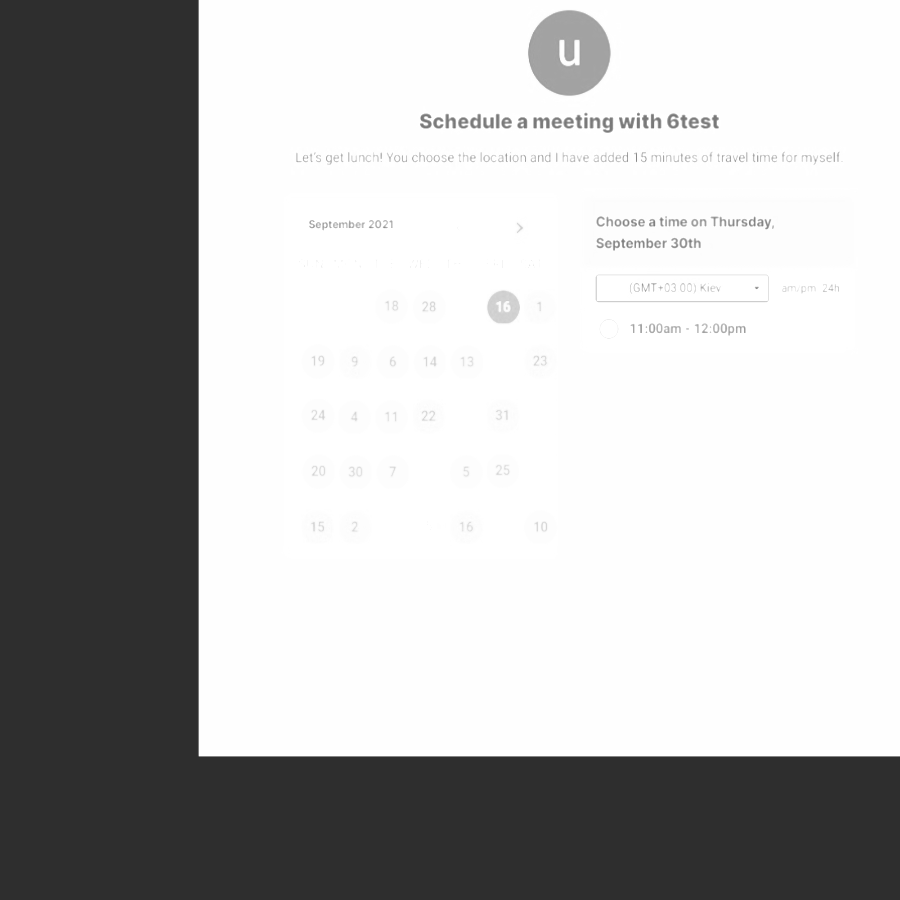 u
Schedule a meeting with 6test
Let's get lunch! You choose the location and I have added 15 minutes of travel time for myself.
September 2021
18 28 16 1
19 9 6 14 13 23
24 4 11 22 31
20 30 7 5 25
15 2 16 10
Choose a time on Thursday,
September 30th
(GMT+03:00) Kiev am/pm 24h
11:00am - 12:00pm